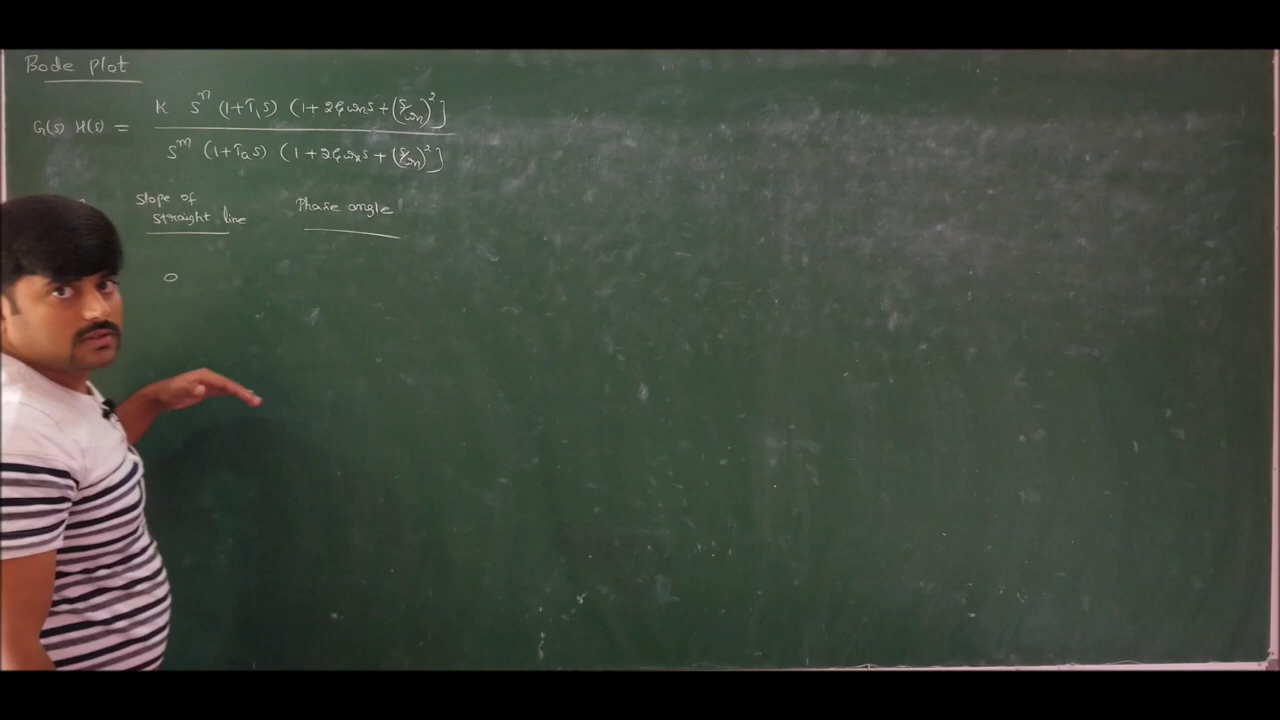 Bode plot
G(s) H(s) = K s^n (1+T₁s) (1+2ξωns+(s/ωn)²]
s^m (1+Tₐs) (1+2ξωns+(s/ωn)²]
Slope of
straight line
Phase angle
0